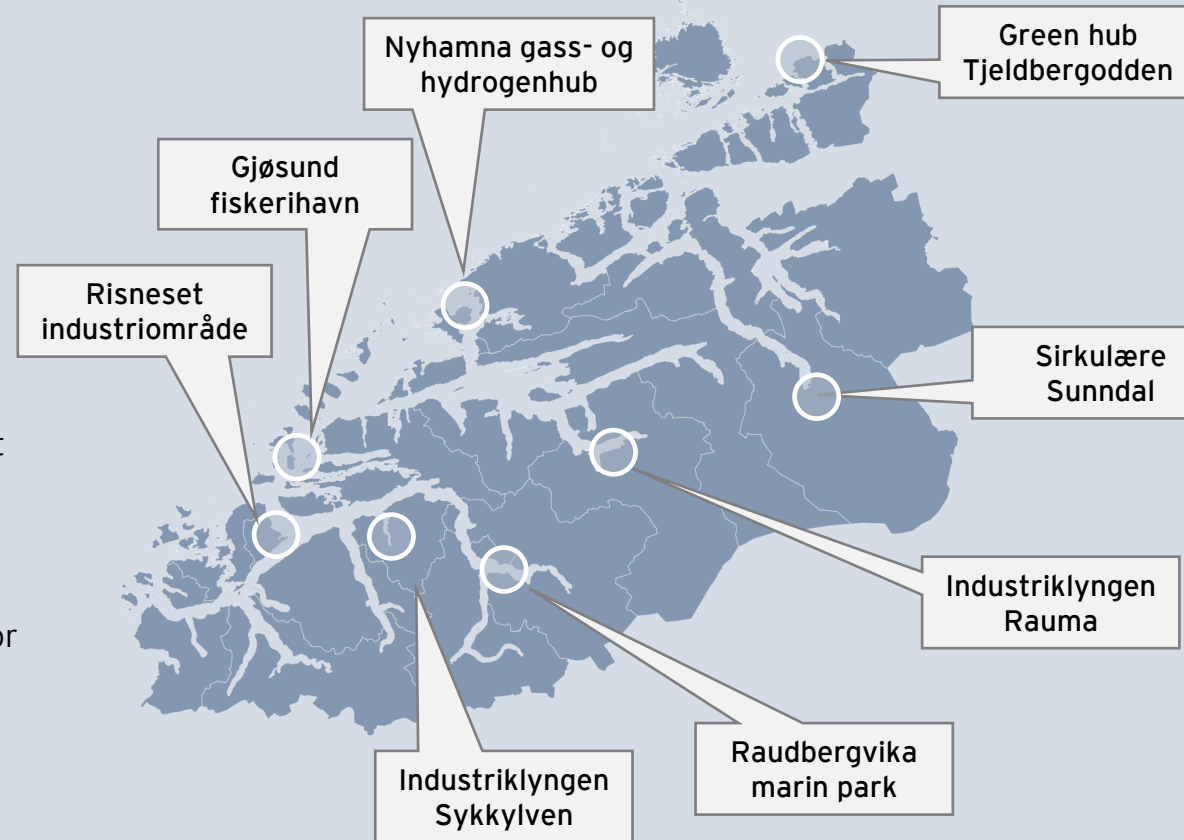 Green hub
Tjeldbergodden
Nyhamna gass- og
hydrogenhub
Gjøsund
fiskerihavn
Risneset
industriområde
Sirkulære
Sunndal
Industriklyngen
Rauma
Raudbergvika
marin park
Industriklyngen
Sykkylven